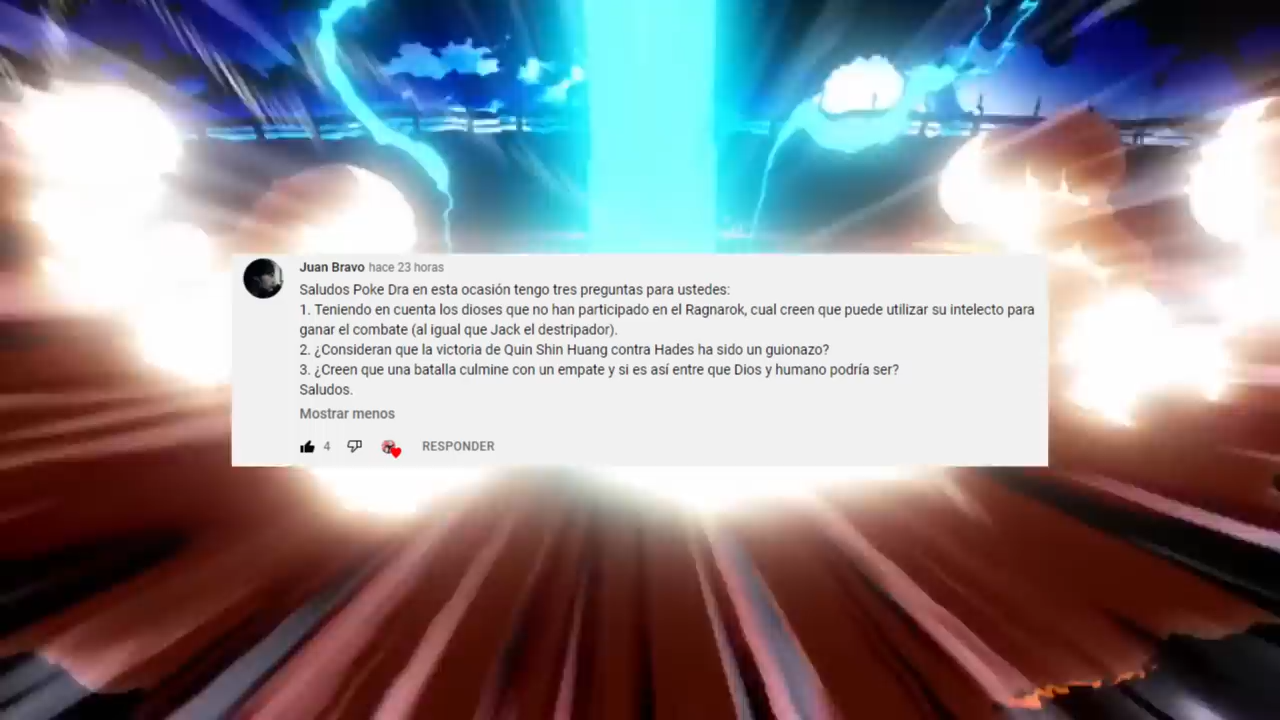 Juan Bravo hace 23 horas
Saludos Poke Dra en esta ocasión tengo tres preguntas para ustedes:
1. Teniendo en cuenta los dioses que no han participado en el Ragnarok, cual creen que puede utilizar su intelecto para
ganar el combate (al igual que Jack el destripador).
2. ¿Consideran que la victoria de Quin Shin Huang contra Hades ha sido un guionazo?
3. ¿Creen que una batalla culmine con un empate y si es así entre que Dios y humano podría ser?
Saludos.
Mostrar menos
4 RESPONDER